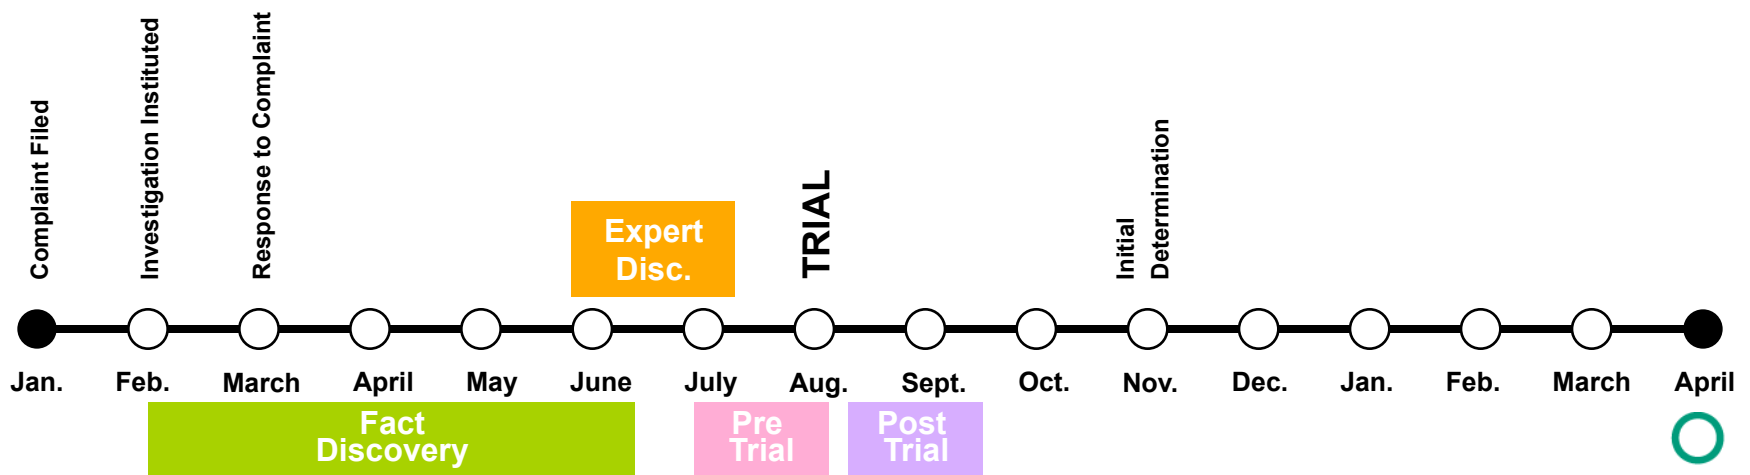 Complaint Filed
Investigation Instituted
Response to Complaint
Expert
Disc.
TRIAL
Initial
Determination
Jan.
Feb.
March
April
May
June
July
Aug.
Sept.
Oct.
Nov.
Dec.
Jan.
Feb.
March
April
Fact
Discovery
Pre
Trial
Post
Trial